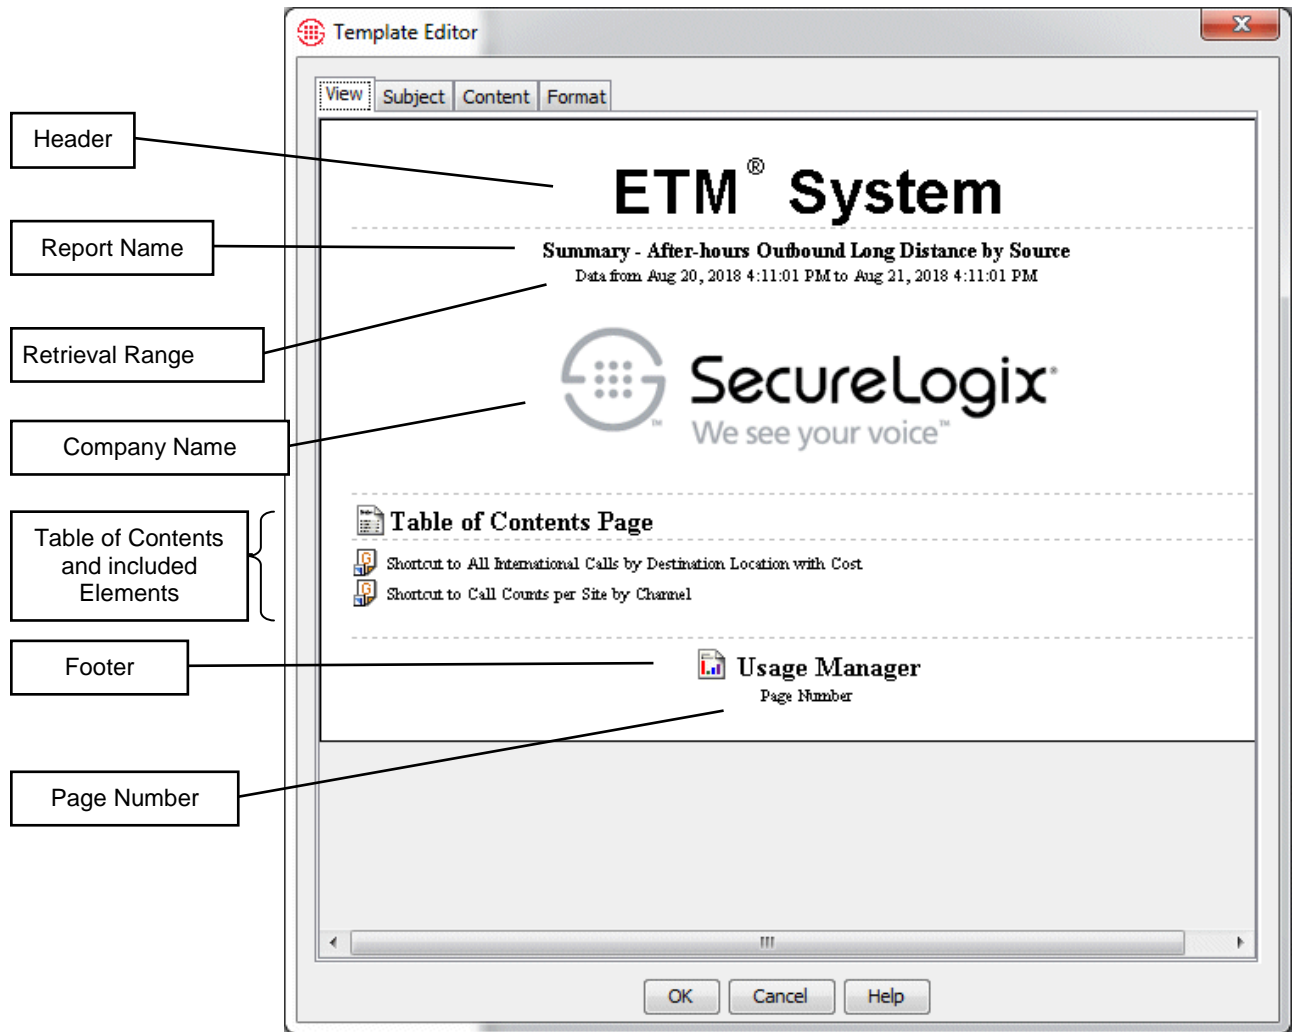 Template Editor
View Subject Content Format
Header
ETM® System
Report Name
Summary - After-hours Outbound Long Distance by Source
Data from Aug 20, 2018 4:11:01 PM to Aug 21, 2018 4:11:01 PM
Retrieval Range
SecureLogix®
We see your voice™
™
Company Name
Table of Contents
and included
Elements
Table of Contents Page
Shortcut to All International Calls by Destination Location with Cost
Shortcut to Call Counts per Site by Channel
Footer
Usage Manager
Page Number
Page Number
OK Cancel Help